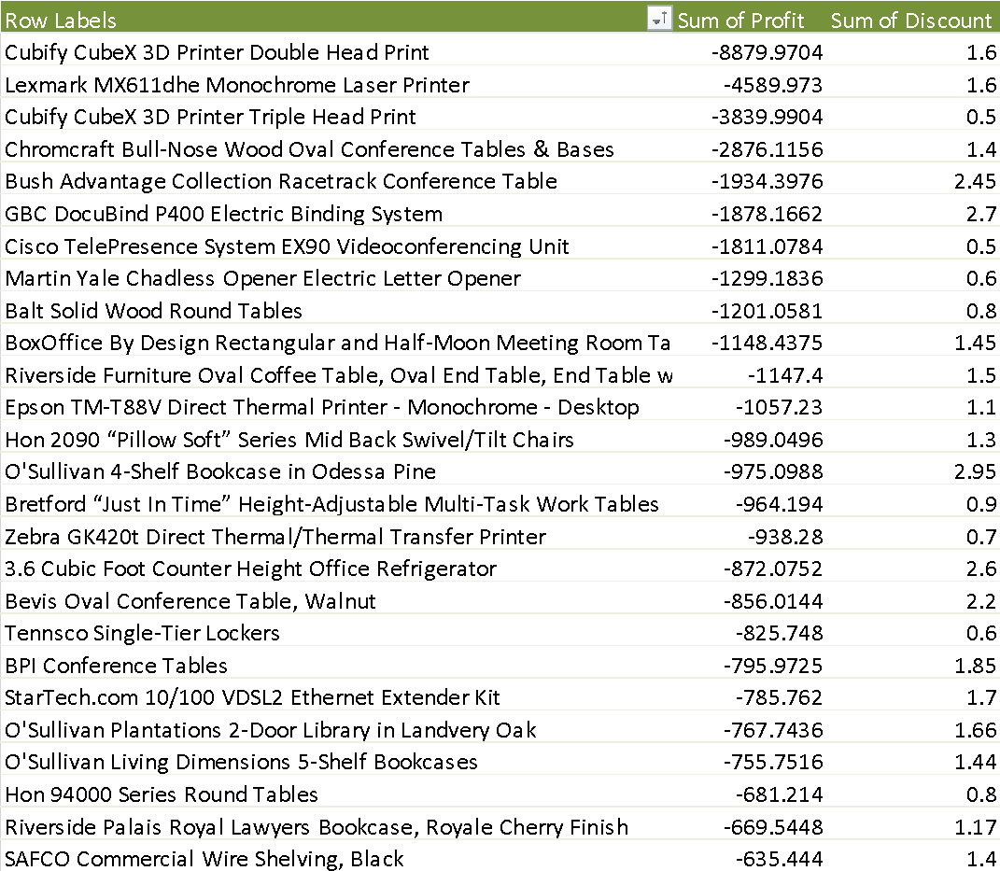 Row Labels Sum of Profit Sum of Discount
Cubify CubeX 3D Printer Double Head Print -8879.9704 1.6
Lexmark MX611dhe Monochrome Laser Printer -4589.973 1.6
Cubify CubeX 3D Printer Triple Head Print -3839.9904 0.5
Chromcraft Bull-Nose Wood Oval Conference Tables & Bases -2876.1156 1.4
Bush Advantage Collection Racetrack Conference Table -1934.3976 2.45
GBC DocuBind P400 Electric Binding System -1878.1662 2.7
Cisco TelePresence System EX90 Videoconferencing Unit -1811.0784 0.5
Martin Yale Chadless Opener Electric Letter Opener -1299.1836 0.6
Balt Solid Wood Round Tables -1201.0581 0.8
BoxOffice By Design Rectangular and Half-Moon Meeting Room Ta -1148.4375 1.45
Riverside Furniture Oval Coffee Table, Oval End Table, End Table w -1147.4 1.5
Epson TM-T88V Direct Thermal Printer - Monochrome - Desktop -1057.23 1.1
Hon 2090 “Pillow Soft” Series Mid Back Swivel/Tilt Chairs -989.0496 1.3
O'Sullivan 4-Shelf Bookcase in Odessa Pine -975.0988 2.95
Bretford “Just In Time” Height-Adjustable Multi-Task Work Tables -964.194 0.9
Zebra GK420t Direct Thermal/Thermal Transfer Printer -938.28 0.7
3.6 Cubic Foot Counter Height Office Refrigerator -872.0752 2.6
Bevis Oval Conference Table, Walnut -856.0144 2.2
Tennsco Single-Tier Lockers -825.748 0.6
BPI Conference Tables -795.9725 1.85
StarTech.com 10/100 VDSL2 Ethernet Extender Kit -785.762 1.7
O'Sullivan Plantations 2-Door Library in Landvery Oak -767.7436 1.66
O'Sullivan Living Dimensions 5-Shelf Bookcases -755.7516 1.44
Hon 94000 Series Round Tables -681.214 0.8
Riverside Palais Royal Lawyers Bookcase, Royale Cherry Finish -669.5448 1.17
SAFCO Commercial Wire Shelving, Black -635.444 1.4